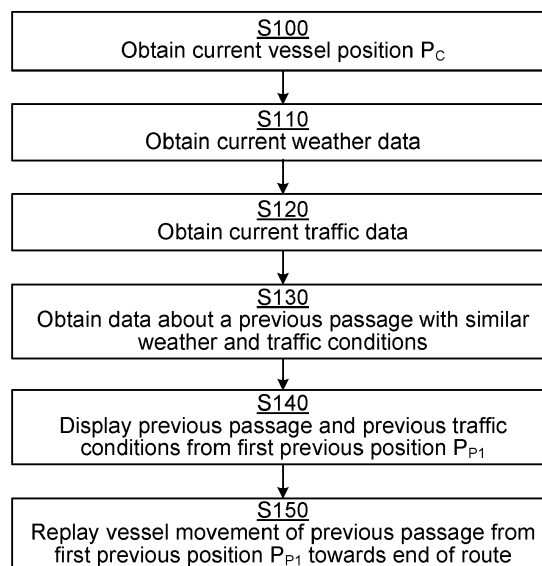 S100
Obtain current vessel position PC
S110
Obtain current weather data
S120
Obtain current traffic data
S130
Obtain data about a previous passage with similar
weather and traffic conditions
S140
Display previous passage and previous traffic
conditions from first previous position PP1
S150
Replay vessel movement of previous passage from
first previous position PP1 towards end of route